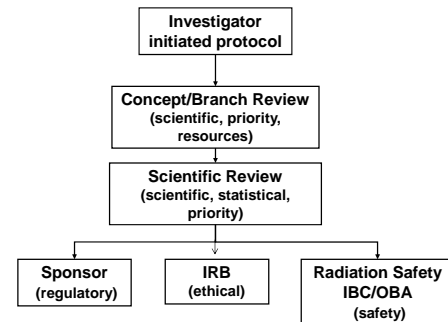 Investigator
initiated protocol
Concept/Branch Review
(scientific, priority,
resources)
Scientific Review
(scientific, statistical,
priority)
Sponsor
(regulatory)
IRB
(ethical)
Radiation Safety
IBC/OBA
(safety)